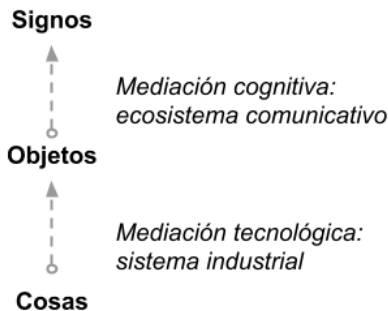 Signos
Mediación cognitiva:
ecosistema comunicativo
Objetos
Mediación tecnológica:
sistema industrial
Cosas